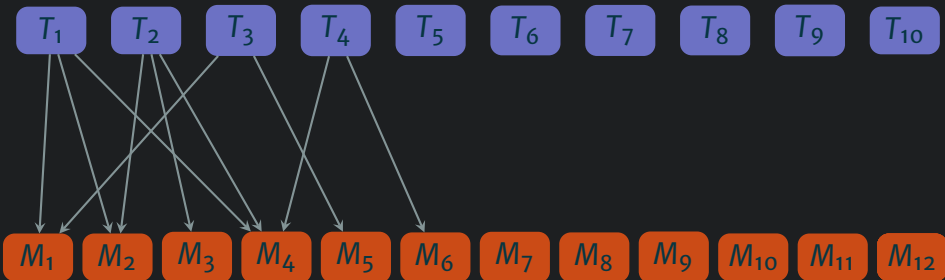 T₁ T₂ T₃ T₄ T₅ T₆ T₇ T₈ T₉ T₁₀
M₁ M₂ M₃ M₄ M₅ M₆ M₇ M₈ M₉ M₁₀ M₁₁ M₁₂